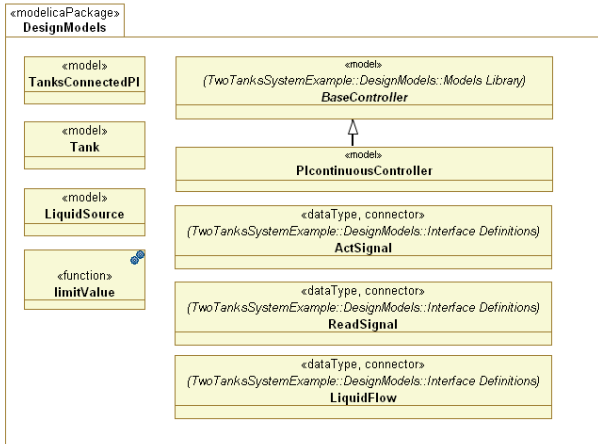 «modelicaPackage»
DesignModels
«model»
TanksConnectedPI
«model»
Tank
«model»
LiquidSource
«function»
limitValue
«model»
(TwoTanksSystemExample::DesignModels::Models Library)
BaseController
«model»
PIcontinuousController
«dataType, connector»
(TwoTanksSystemExample::DesignModels::Interface Definitions)
ActSignal
«dataType, connector»
(TwoTanksSystemExample::DesignModels::Interface Definitions)
ReadSignal
«dataType, connector»
(TwoTanksSystemExample::DesignModels::Interface Definitions)
LiquidFlow